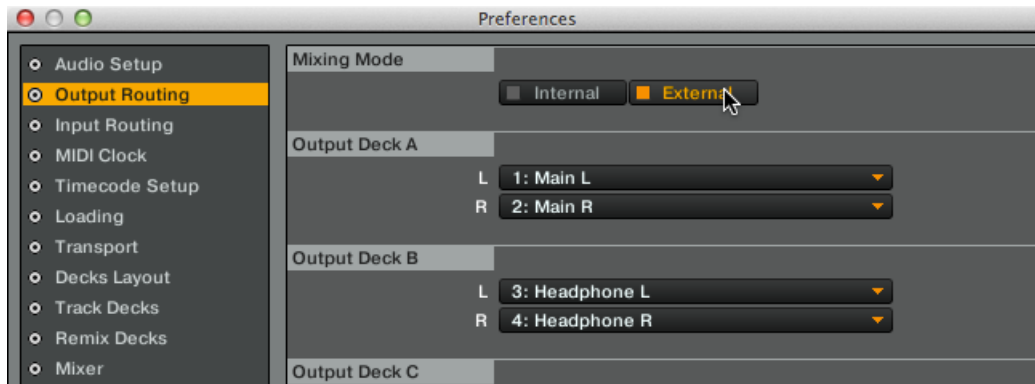 Preferences
Audio Setup
Output Routing
Input Routing
MIDI Clock
Timecode Setup
Loading
Transport
Decks Layout
Track Decks
Remix Decks
Mixer
Mixing Mode
Internal
External
Output Deck A
L 1: Main L
R 2: Main R
Output Deck B
L 3: Headphone L
R 4: Headphone R
Output Deck C